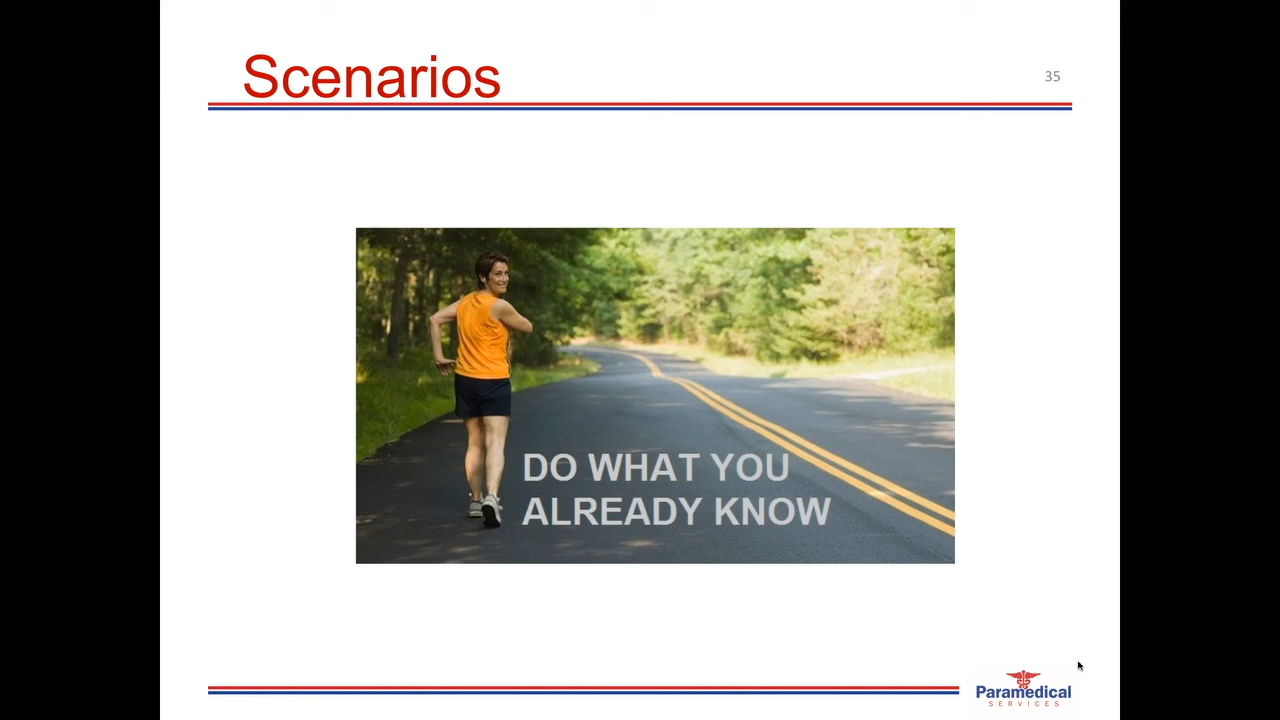 Scenarios
35
DO WHAT YOU
ALREADY KNOW
Paramedical
SERVICES